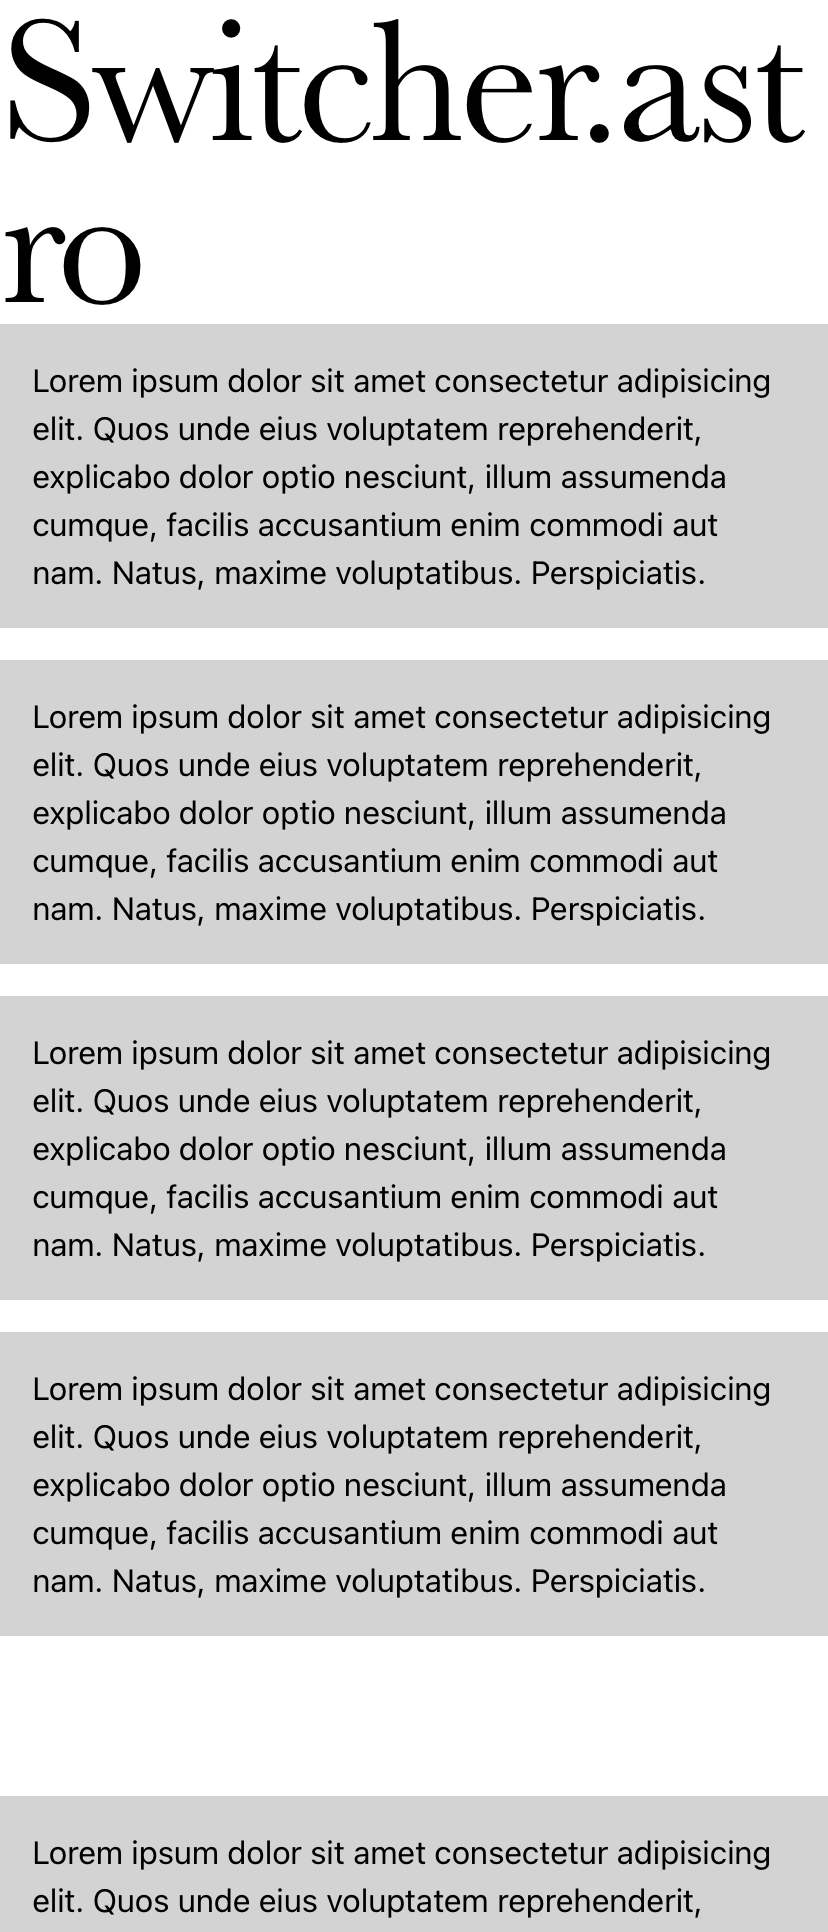 Switcher.ast
ro
Lorem ipsum dolor sit amet consectetur adipisicing
elit. Quos unde eius voluptatem reprehenderit,
explicabo dolor optio nesciunt, illum assumenda
cumque, facilis accusantium enim commodi aut
nam. Natus, maxime voluptatibus. Perspiciatis.
Lorem ipsum dolor sit amet consectetur adipisicing
elit. Quos unde eius voluptatem reprehenderit,
explicabo dolor optio nesciunt, illum assumenda
cumque, facilis accusantium enim commodi aut
nam. Natus, maxime voluptatibus. Perspiciatis.
Lorem ipsum dolor sit amet consectetur adipisicing
elit. Quos unde eius voluptatem reprehenderit,
explicabo dolor optio nesciunt, illum assumenda
cumque, facilis accusantium enim commodi aut
nam. Natus, maxime voluptatibus. Perspiciatis.
Lorem ipsum dolor sit amet consectetur adipisicing
elit. Quos unde eius voluptatem reprehenderit,
explicabo dolor optio nesciunt, illum assumenda
cumque, facilis accusantium enim commodi aut
nam. Natus, maxime voluptatibus. Perspiciatis.
Lorem ipsum dolor sit amet consectetur adipisicing
elit. Quos unde eius voluptatem reprehenderit,